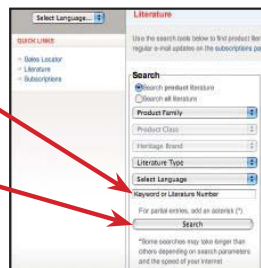 Select Language...
QUICK LINKS
Sales Locator
Literature
Subscriptions
Literature
Use the search tools below to find product liter
regular e-mail updates on the subscriptions pa
Search
Search product literature
Search all literature
Product Family
Product Class
Heritage Brand
Literature Type
Select Language
Keyword or Literature Number
For partial entries, add an asterisk (*)
Search
*Some searches may take longer than
others depending on search parameters
and the speed of your internet